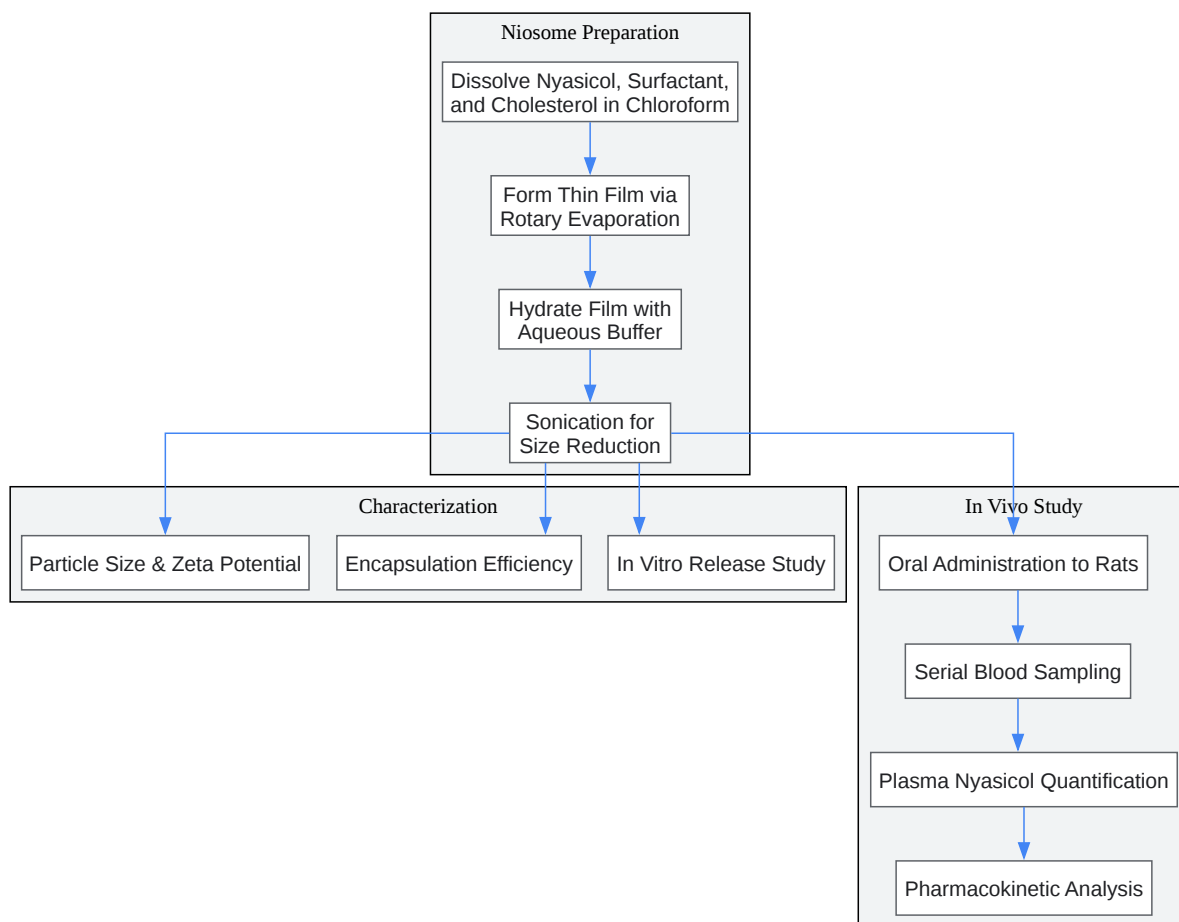 Niosome Preparation
Dissolve Nyasicol, Surfactant,
and Cholesterol in Chloroform
Form Thin Film via
Rotary Evaporation
Hydrate Film with
Aqueous Buffer
Sonication for
Size Reduction
Characterization
Particle Size & Zeta Potential
Encapsulation Efficiency
In Vitro Release Study
In Vivo Study
Oral Administration to Rats
Serial Blood Sampling
Plasma Nyasicol Quantification
Pharmacokinetic Analysis